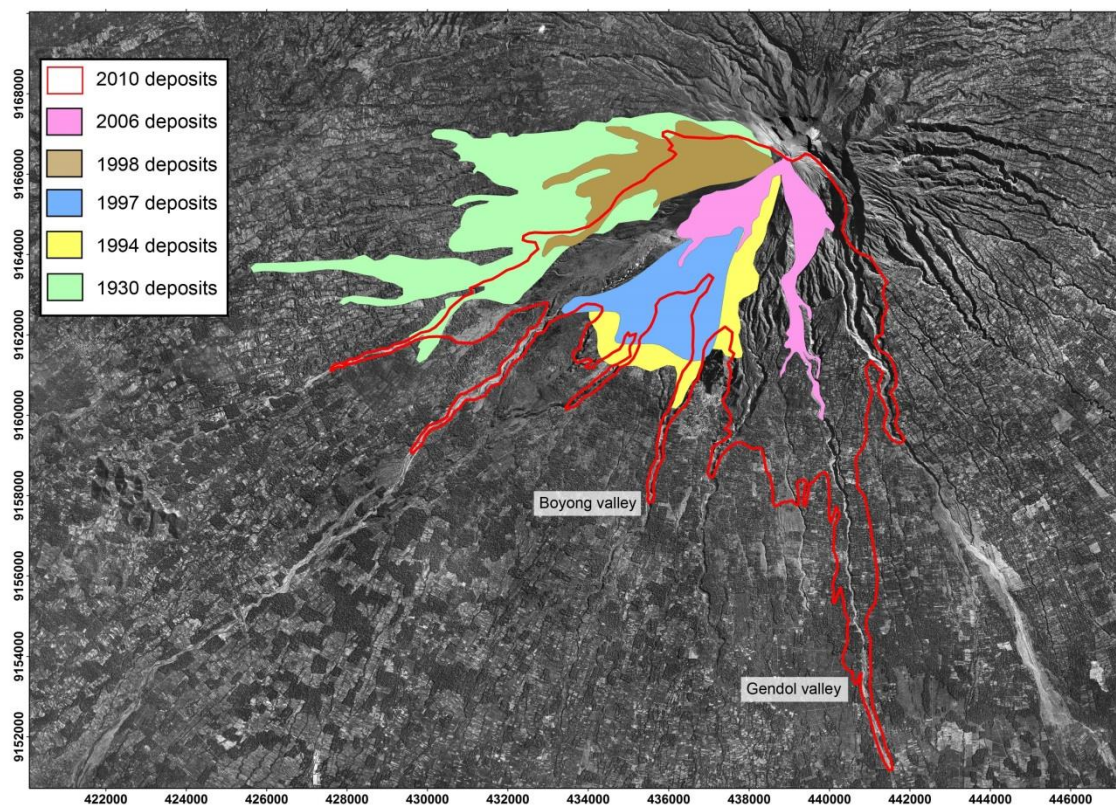 2010 deposits
2006 deposits
1998 deposits
1997 deposits
1994 deposits
1930 deposits
9168000
9166000
9164000
9162000
9160000
9158000
9156000
9154000
9152000
Boyong valley
Gendol valley
422000 424000 426000 428000 430000 432000 434000 436000 438000 440000 442000 444000 446000